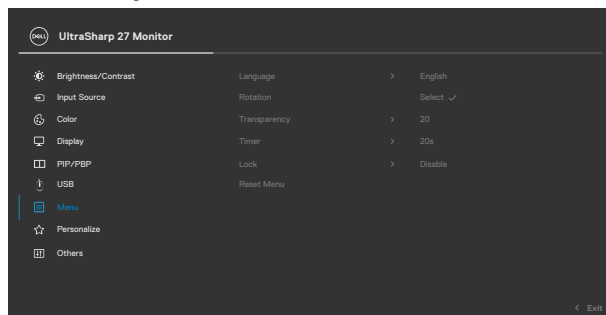 DELL UltraSharp 27 Monitor
Brightness/Contrast Language > English
Input Source Rotation Select ✓
Color Transparency > 20
Display Timer > 20s
PIP/PBP Lock > Disable
USB Reset Menu
Menu
Personalize
Others
< Exit